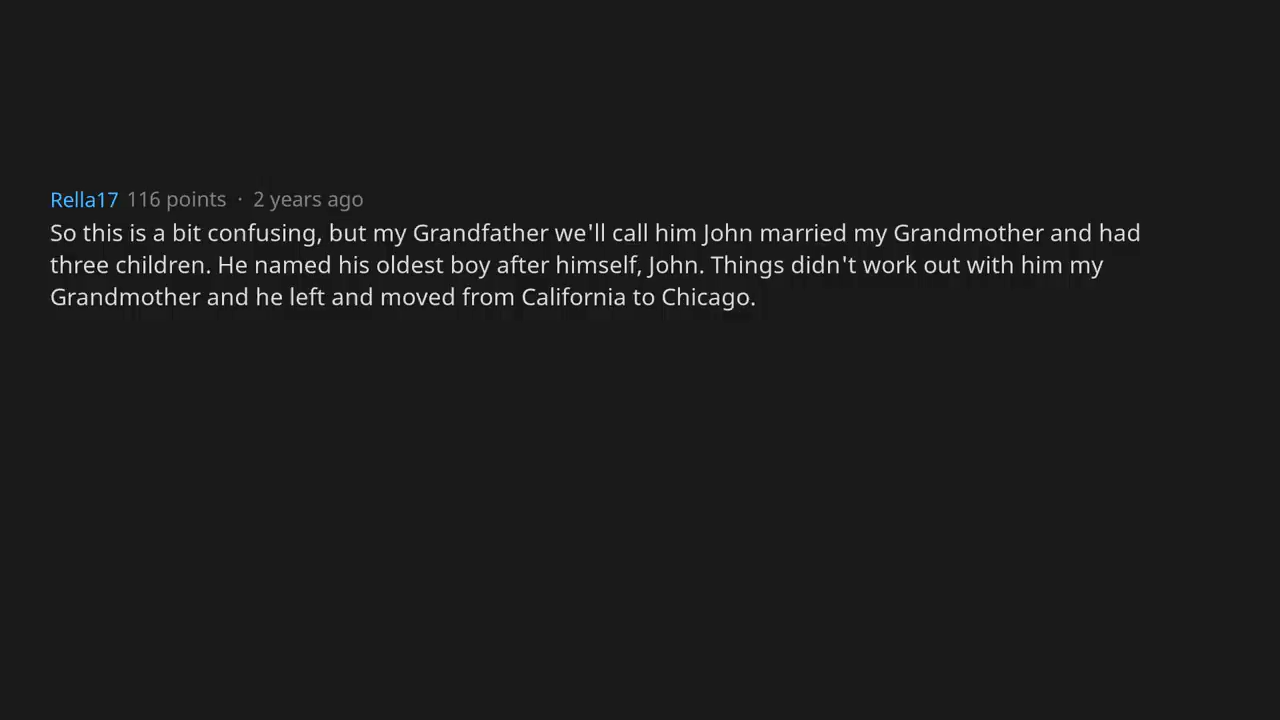 Rella17 116 points · 2 years ago
So this is a bit confusing, but my Grandfather we'll call him John married my Grandmother and had
three children. He named his oldest boy after himself, John. Things didn't work out with him my
Grandmother and he left and moved from California to Chicago.